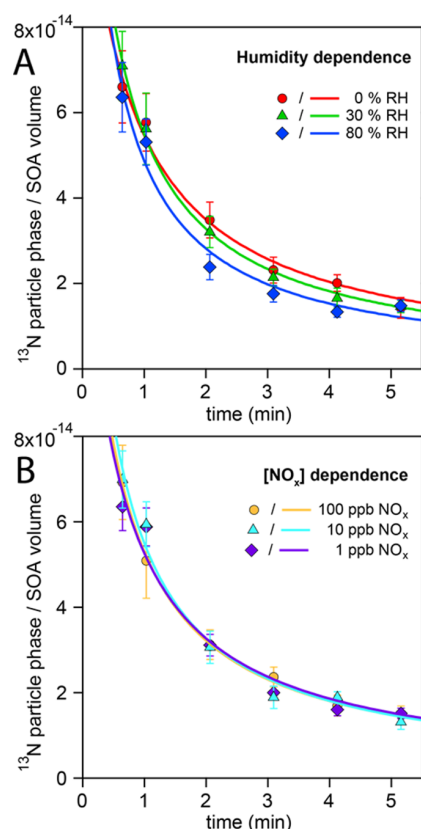 8x10⁻¹⁴
A
Humidity dependence
/ 0 % RH
/ 30 % RH
/ 80 % RH
6
4
2
0
¹³N particle phase / SOA volume
0 1 2 3 4 5
time (min)
8x10⁻¹⁴
B
[NOₓ] dependence
/ 100 ppb NOₓ
/ 10 ppb NOₓ
/ 1 ppb NOₓ
6
4
2
0
¹³N particle phase / SOA volume
0 1 2 3 4 5
time (min)